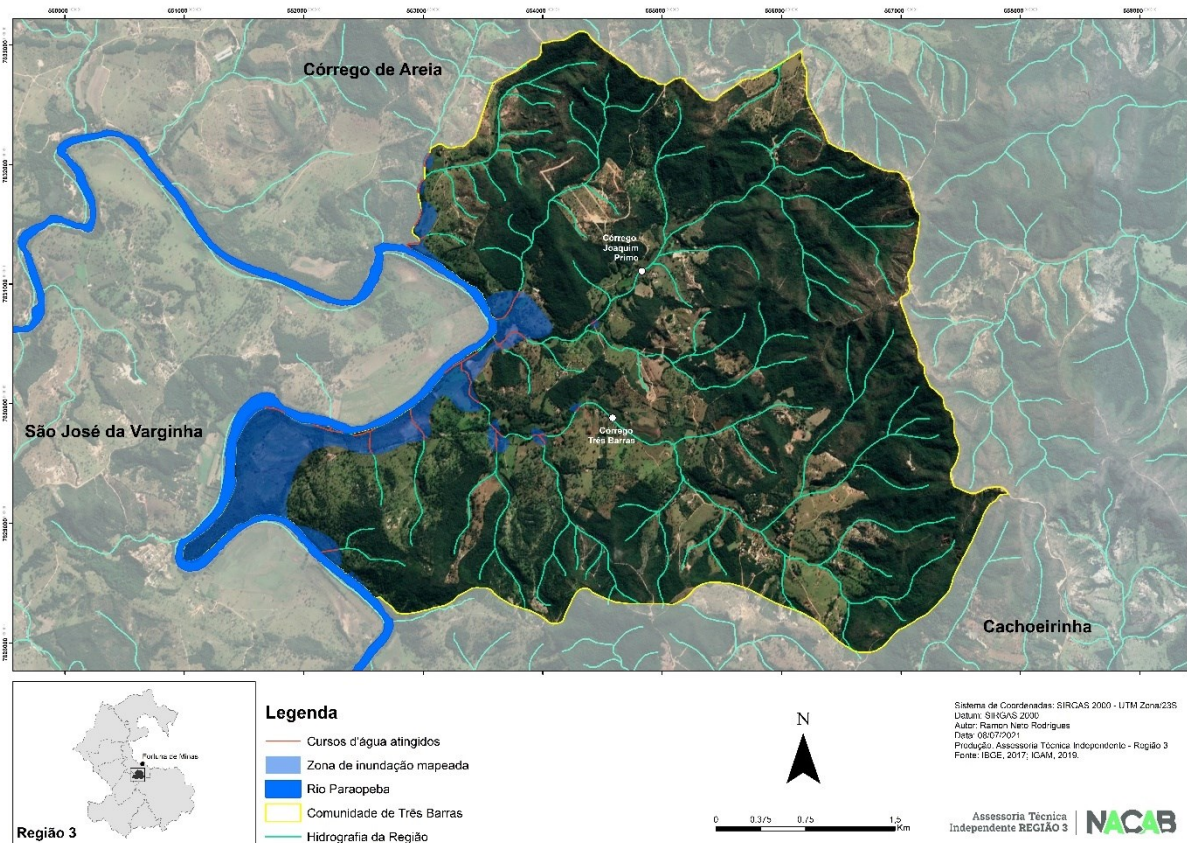 Córrego de Areia
Córrego
Joaquim
Primo
São José da Varginha
Córrego
Três Barras
Cachoeirinha
Fortuna de Minas
Região 3
Legenda
Cursos d'água atingidos
Zona de inundação mapeada
Rio Paraopeba
Comunidade de Três Barras
Hidrografia da Região
N
0 0,375 0,75 1,5
Km
Sistema de Coordenadas: SIRGAS 2000 - UTM Zona/23S
Datum: SIRGAS 2000
Autor: Ramon Neto Rodrigues
Data: 08/07/2021
Produção: Assessoria Técnica Independente - Região 3
Fonte: IBGE, 2017; IGAM, 2019.
Assessoria Técnica
Independente REGIÃO 3
NACAB